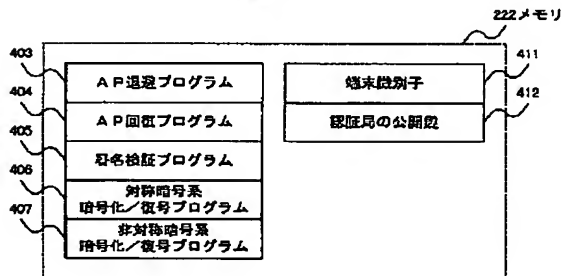 222メモリ
403
AP退避プログラム
404
AP回復プログラム
405
署名検証プログラム
406
対称暗号系
暗号化/復号プログラム
407
非対称暗号系
暗号化/復号プログラム
411
端末識別子
412
認証局の公開鍵